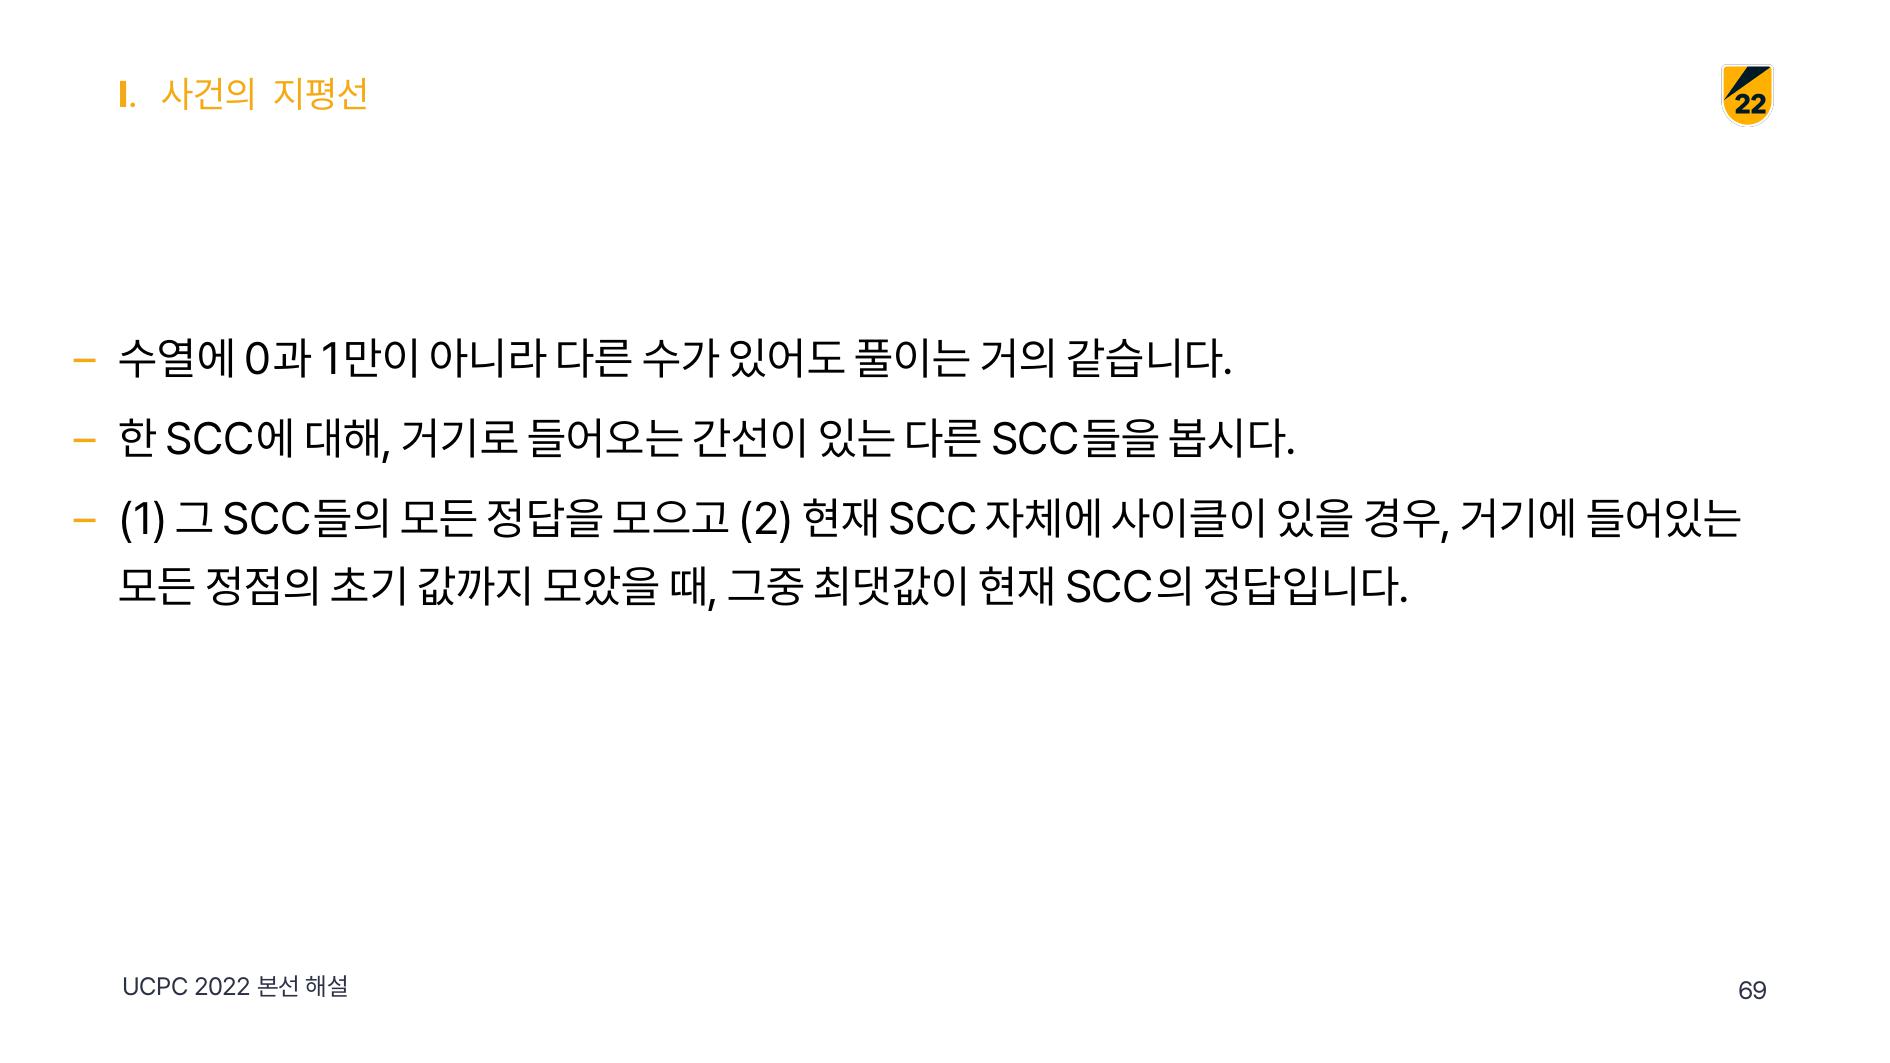 I. 사건의 지평선
22
– 수열에 0과 1만이 아니라 다른 수가 있어도 풀이는 거의 같습니다.
– 한 SCC에 대해, 거기로 들어오는 간선이 있는 다른 SCC들을 봅시다.
– (1) 그 SCC들의 모든 정답을 모으고 (2) 현재 SCC 자체에 사이클이 있을 경우, 거기에 들어있는
모든 정점의 초기 값까지 모았을 때, 그중 최댓값이 현재 SCC의 정답입니다.
UCPC 2022 본선 해설
69